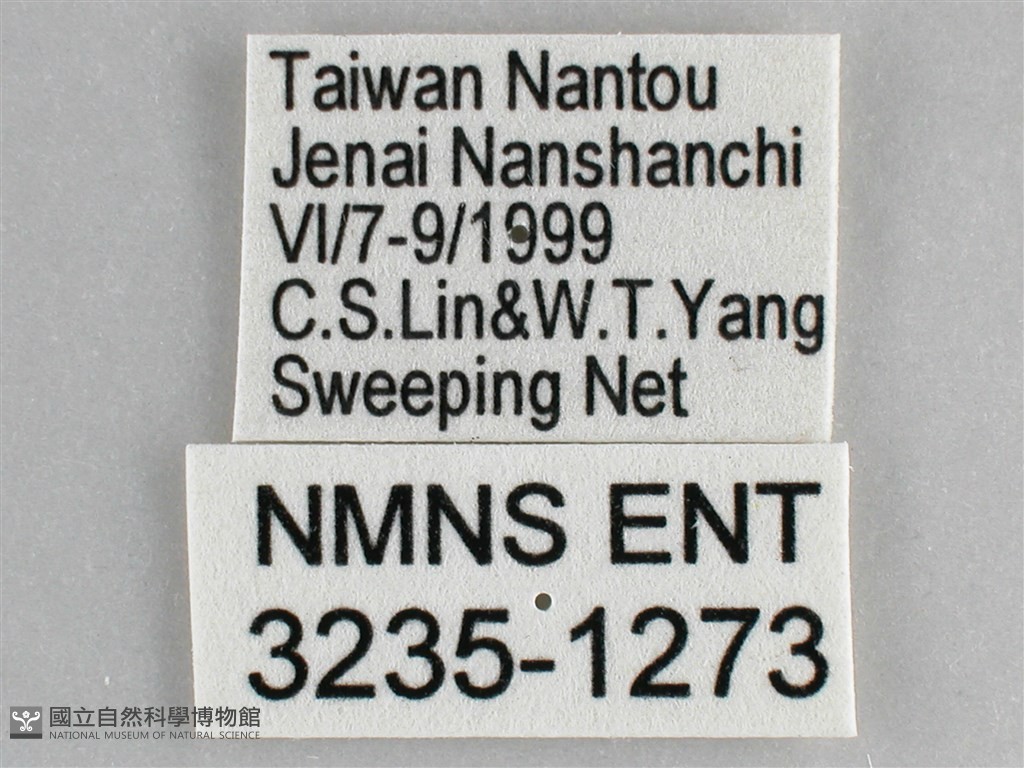 Taiwan Nantou
Jenai Nanshanchi
VI/7-9/1999
C.S.Lin&W.T.Yang
Sweeping Net
NMNS ENT
3235-1273
國立自然科學博物館
NATIONAL MUSEUM OF NATURAL SCIENCE